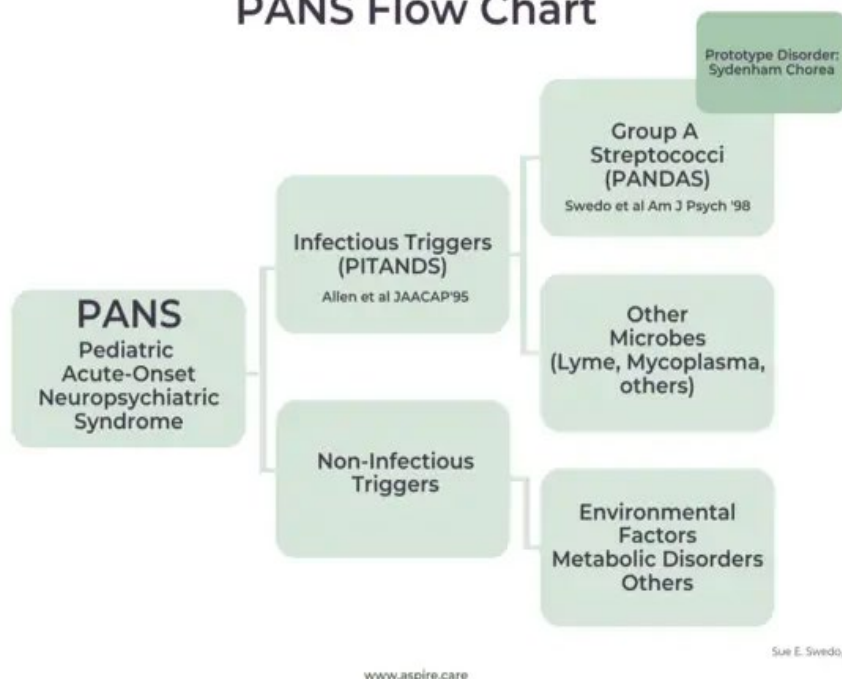 PANS Flow Chart
Prototype Disorder:
Sydenham Chorea
Group A
Streptococci
(PANDAS)
Swedo et al Am J Psych '98
Infectious Triggers
(PITANDS)
Allen et al JAACAP'95
Other
Microbes
(Lyme, Mycoplasma,
others)
PANS
Pediatric
Acute-Onset
Neuropsychiatric
Syndrome
Non-Infectious
Triggers
Environmental
Factors
Metabolic Disorders
Others
Sue E. Swedo,
www.aspire.care